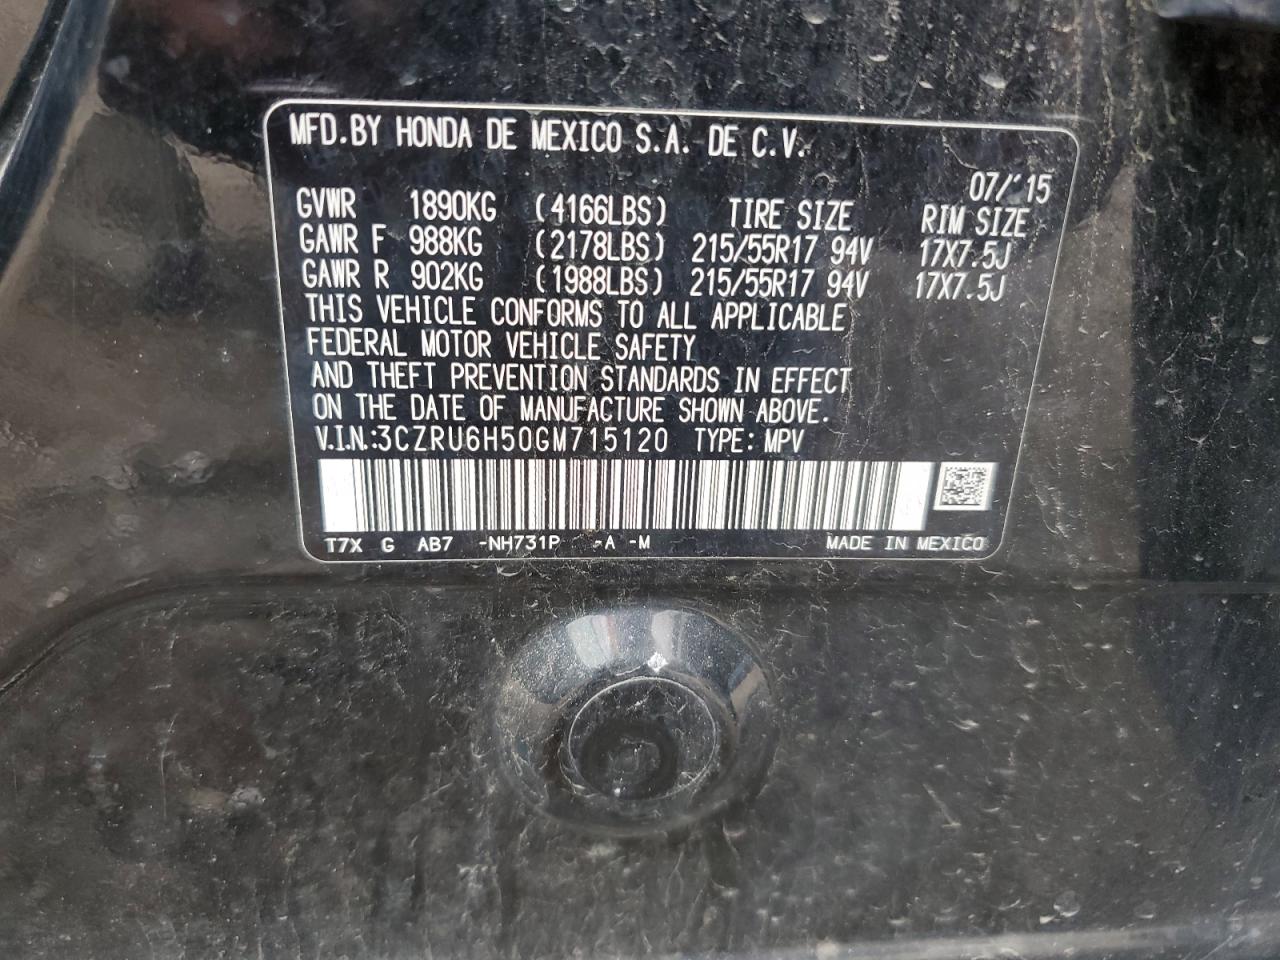 MFD.BY HONDA DE MEXICO S.A. DE C.V.
07/15
GVWR 1890KG (4166LBS) TIRE SIZE RIM SIZE
GAWR F 988KG (2178LBS) 215/55R17 94V 17X7.5J
GAWR R 902KG (1988LBS) 215/55R17 94V 17X7.5J
THIS VEHICLE CONFORMS TO ALL APPLICABLE
FEDERAL MOTOR VEHICLE SAFETY
AND THEFT PREVENTION STANDARDS IN EFFECT
ON THE DATE OF MANUFACTURE SHOWN ABOVE.
V.I.N.:3CZRU6H50GM715120 TYPE: MPV
T7X G AB7 -NH731P -A -M MADE IN MEXICO